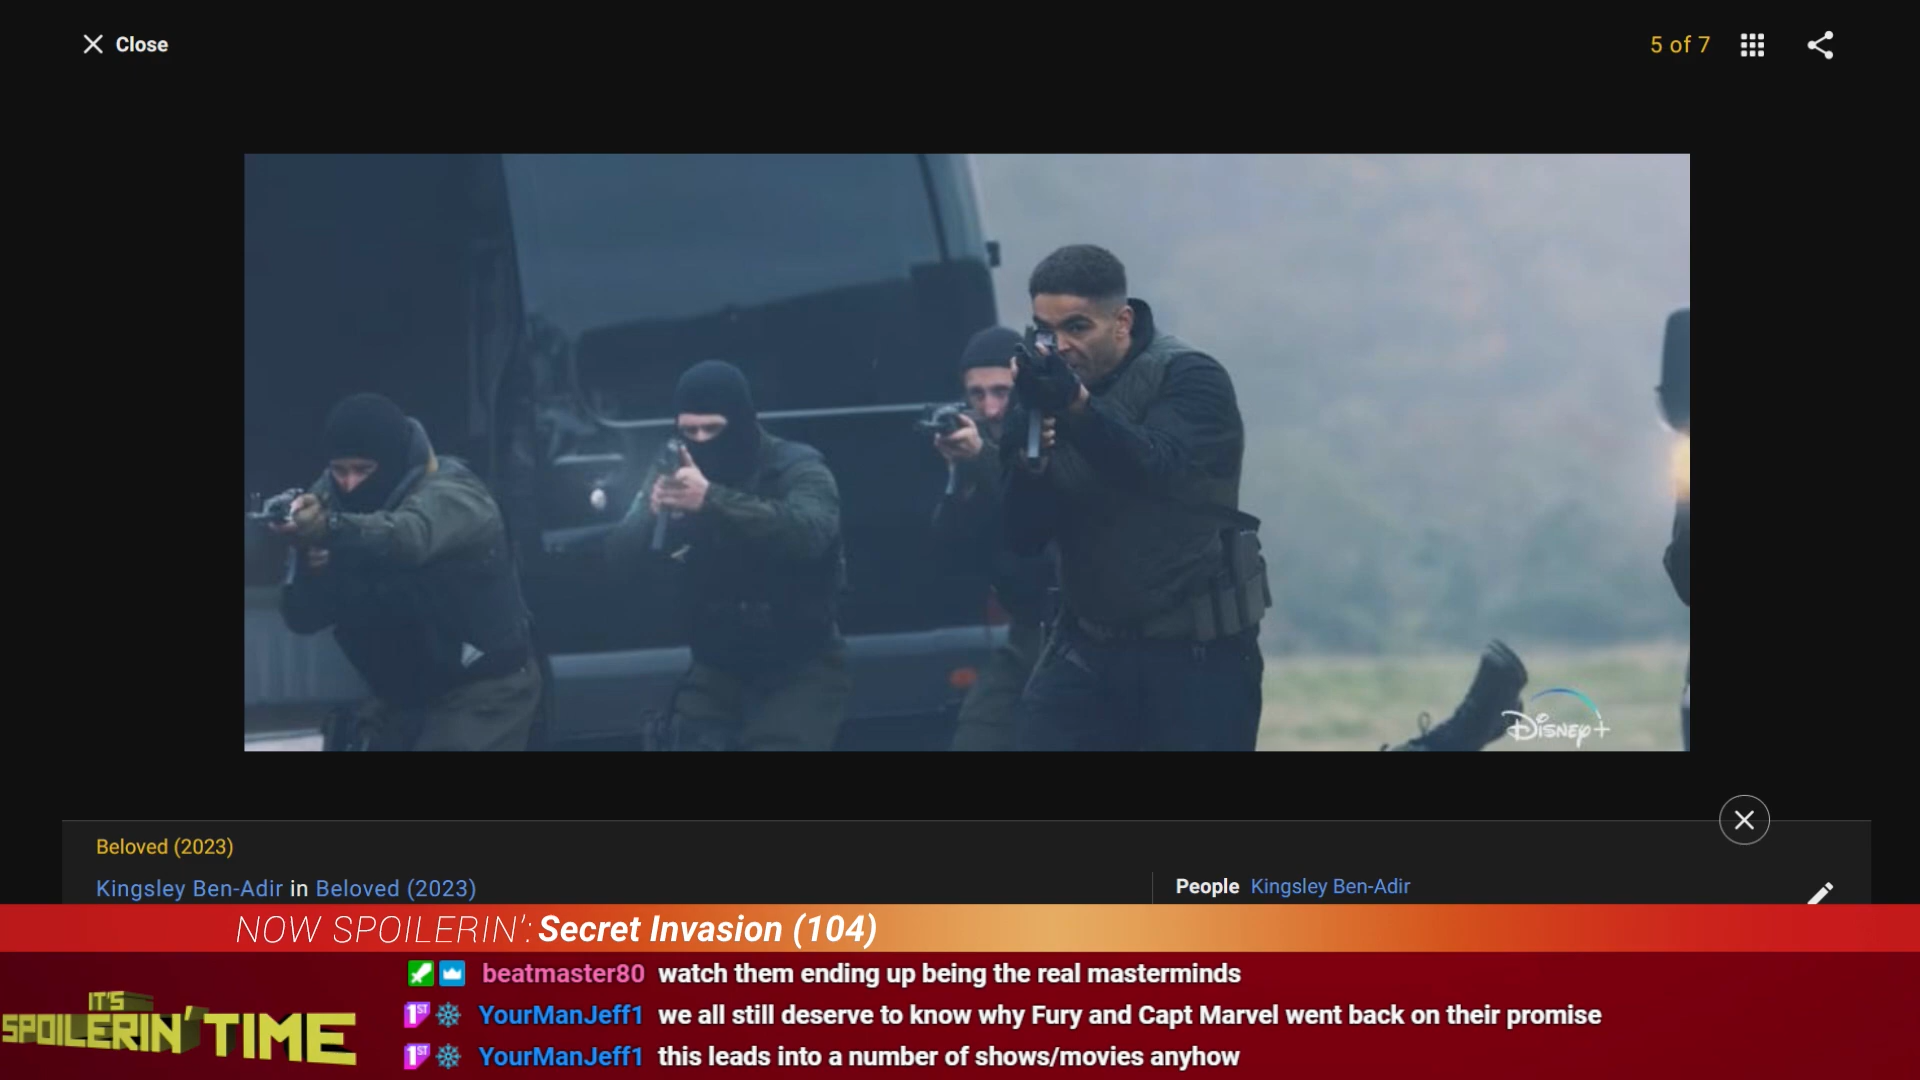 Close
5 of 7
Disney+
Beloved (2023)
Kingsley Ben-Adir in Beloved (2023)
People Kingsley Ben-Adir
NOW SPOILERIN': Secret Invasion (104)
IT'S SPOILERIN' TIME
beatmaster80 watch them ending up being the real masterminds
1ST YourManJeff1 we all still deserve to know why Fury and Capt Marvel went back on their promise
1ST YourManJeff1 this leads into a number of shows/movies anyhow